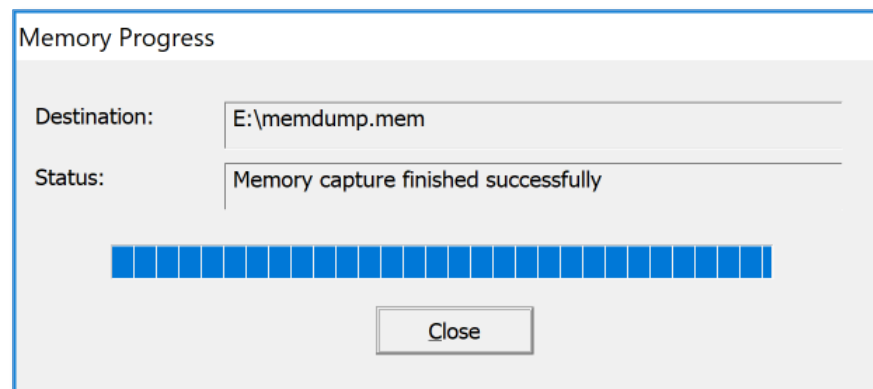 Memory Progress
Destination: E:\memdump.mem
Status: Memory capture finished successfully
Close